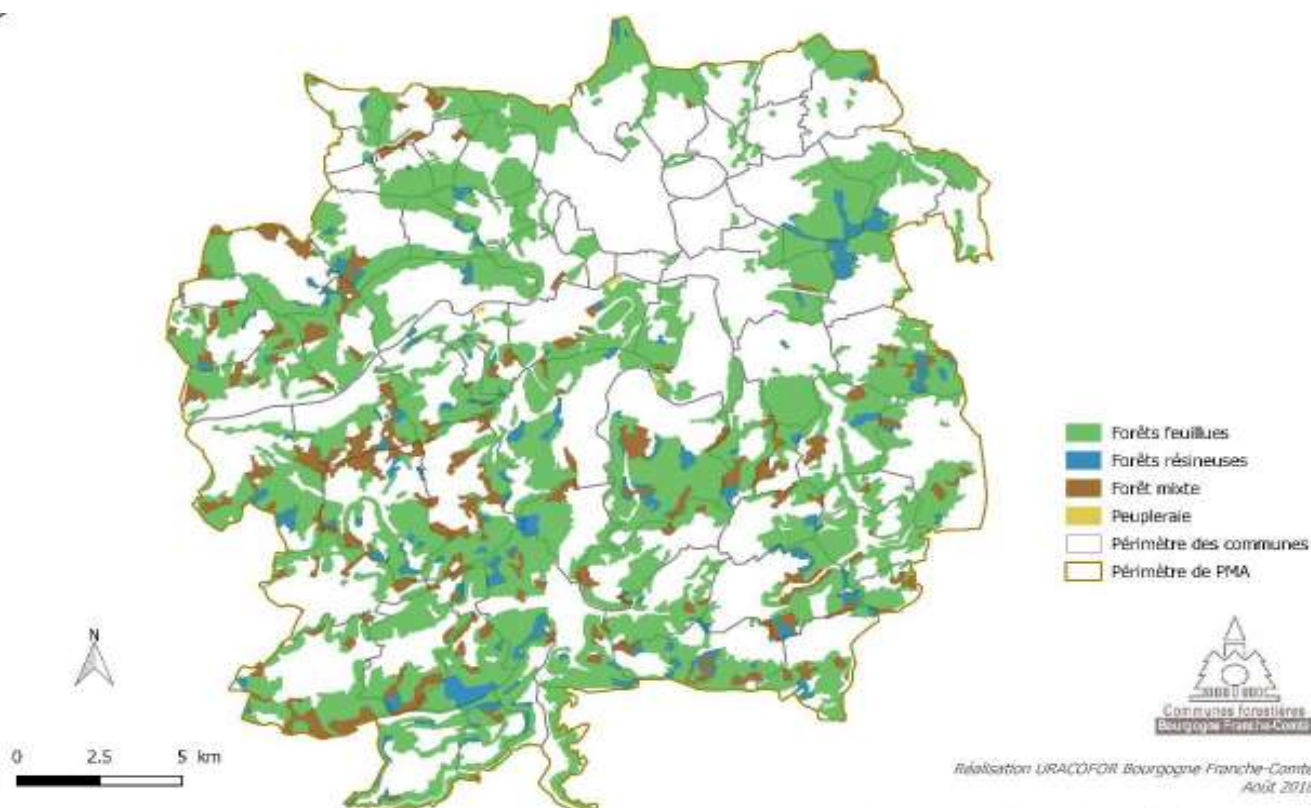 Forêts feuillues
Forêts résineuses
Forêt mixte
Peupleraie
Périmètre des communes
Périmètre de PMA
N
0 2.5 5 km
Communes forestières
Bourgogne Franche-Comté
Réalisation URACOFOR Bourgogne Franche-Comté
Août